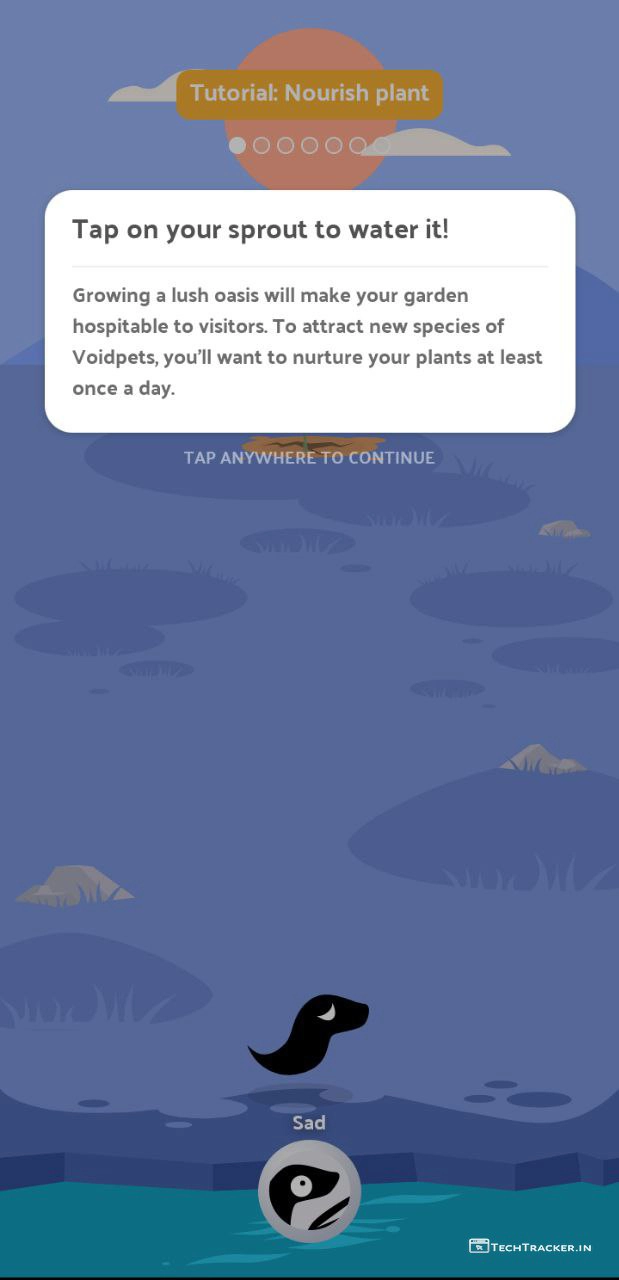 Tutorial: Nourish plant
Tap on your sprout to water it!
Growing a lush oasis will make your garden
hospitable to visitors. To attract new species of
Voidpets, you’ll want to nurture your plants at least
once a day.
TAP ANYWHERE TO CONTINUE
Sad
TECHTRACKER.IN